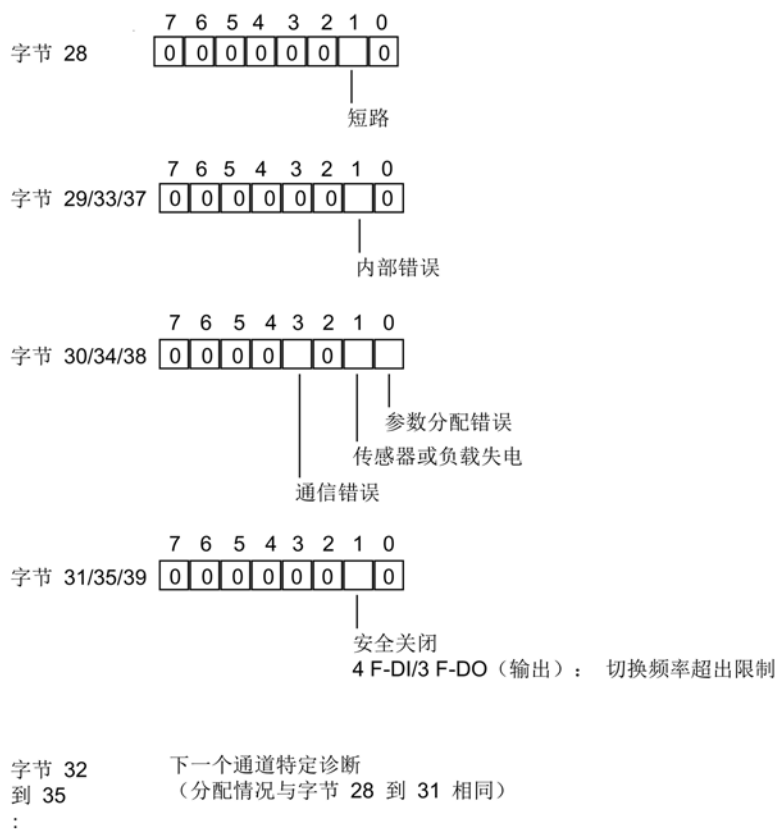 7 6 5 4 3 2 1 0
字节 28 0 0 0 0 0 0 0
短路
7 6 5 4 3 2 1 0
字节 29/33/37 0 0 0 0 0 0 0
内部错误
7 6 5 4 3 2 1 0
字节 30/34/38 0 0 0 0 0
参数分配错误
传感器或负载失电
通信错误
7 6 5 4 3 2 1 0
字节 31/35/39 0 0 0 0 0 0 0
安全关闭
4 F-DI/3 F-DO（输出）： 切换频率超出限制
字节 32 下一个通道特定诊断
到 35 （分配情况与字节 28 到 31 相同）
: